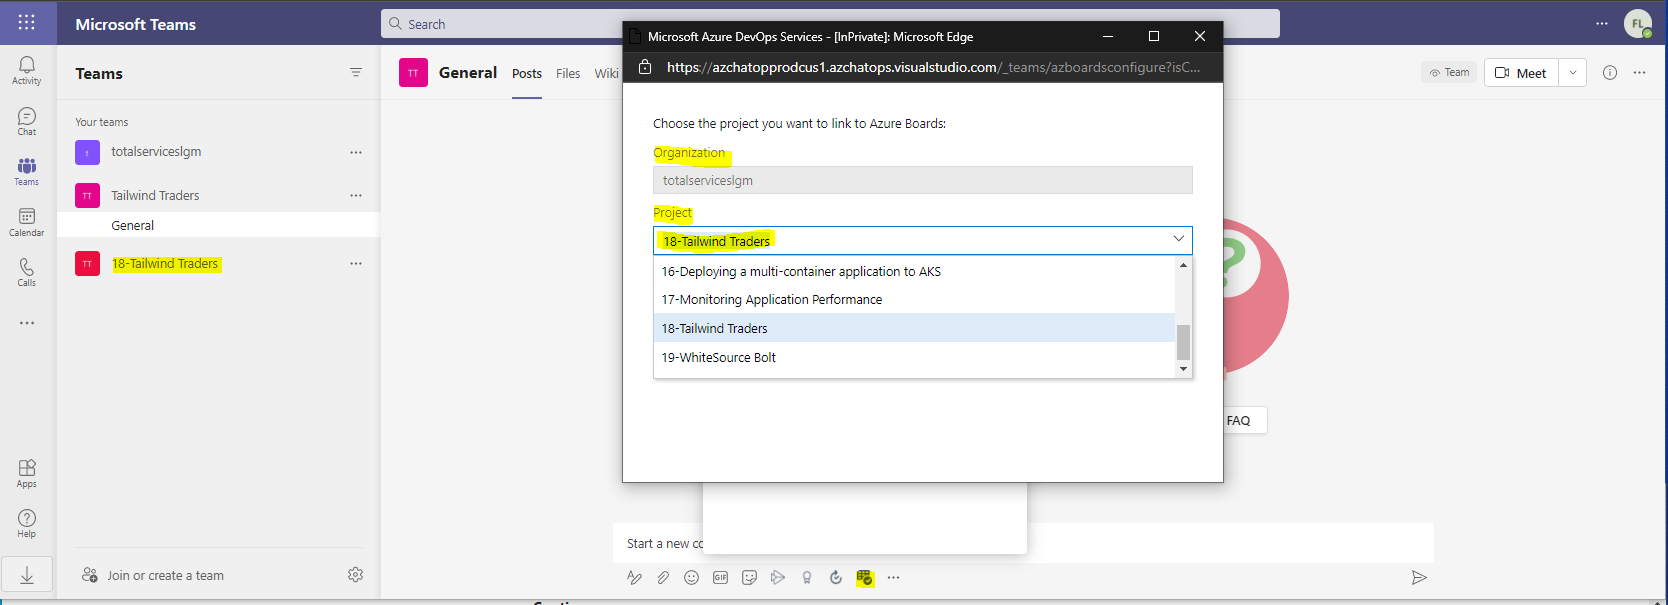 Microsoft Teams
Search
FL
Microsoft Azure DevOps Services - [InPrivate]: Microsoft Edge
https://azchatopprodcus1.azchatops.visualstudio.com/_teams/azboardsconfigure?isC...
Activity
Chat
Teams
Calendar
Calls
Apps
Help
Teams
Your teams
t
totalserviceslgm
TT
Tailwind Traders
General
TT
18-Tailwind Traders
Join or create a team
TT
General
Posts
Files
Wiki
Team
Meet
Choose the project you want to link to Azure Boards:
Organization
totalserviceslgm
Project
18-Tailwind Traders
16-Deploying a multi-container application to AKS
17-Monitoring Application Performance
18-Tailwind Traders
19-WhiteSource Bolt
?
FAQ
Start a new
GIF